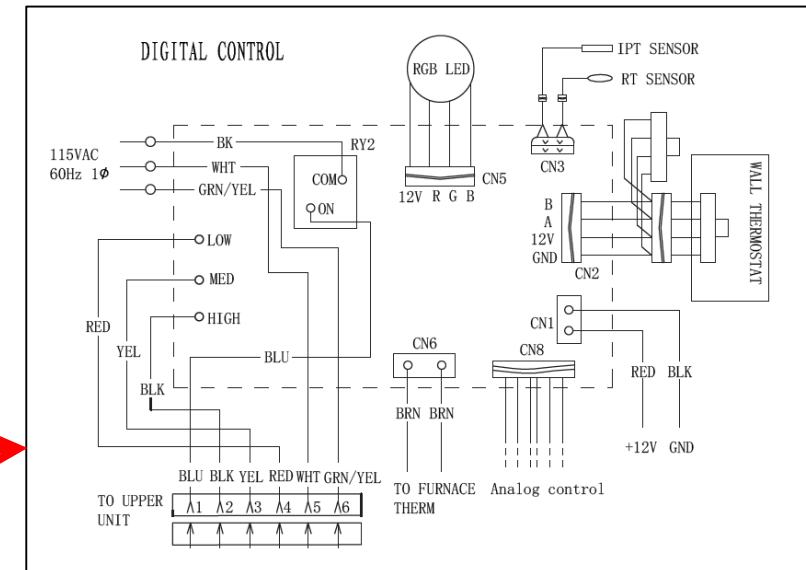 DIGITAL CONTROL
RGB LED
IPT SENSOR
RT SENSOR
115VAC
60Hz 1ϕ
BK
WHT
GRN/YEL
RY2
COM
ON
CN5
12V R G B
CN3
WALL THERMOSTAT
B
A
12V
GND
CN2
LOW
MED
HIGH
RED
YEL
BLK
BLU
CN6
CN1
CN8
RED BLK
BRN BRN
+12V GND
BLU BLK YEL RED WHT GRN/YEL
TO UPPER
UNIT
1 2 3 4 5 6
TO FURNACE
THERM
Analog control